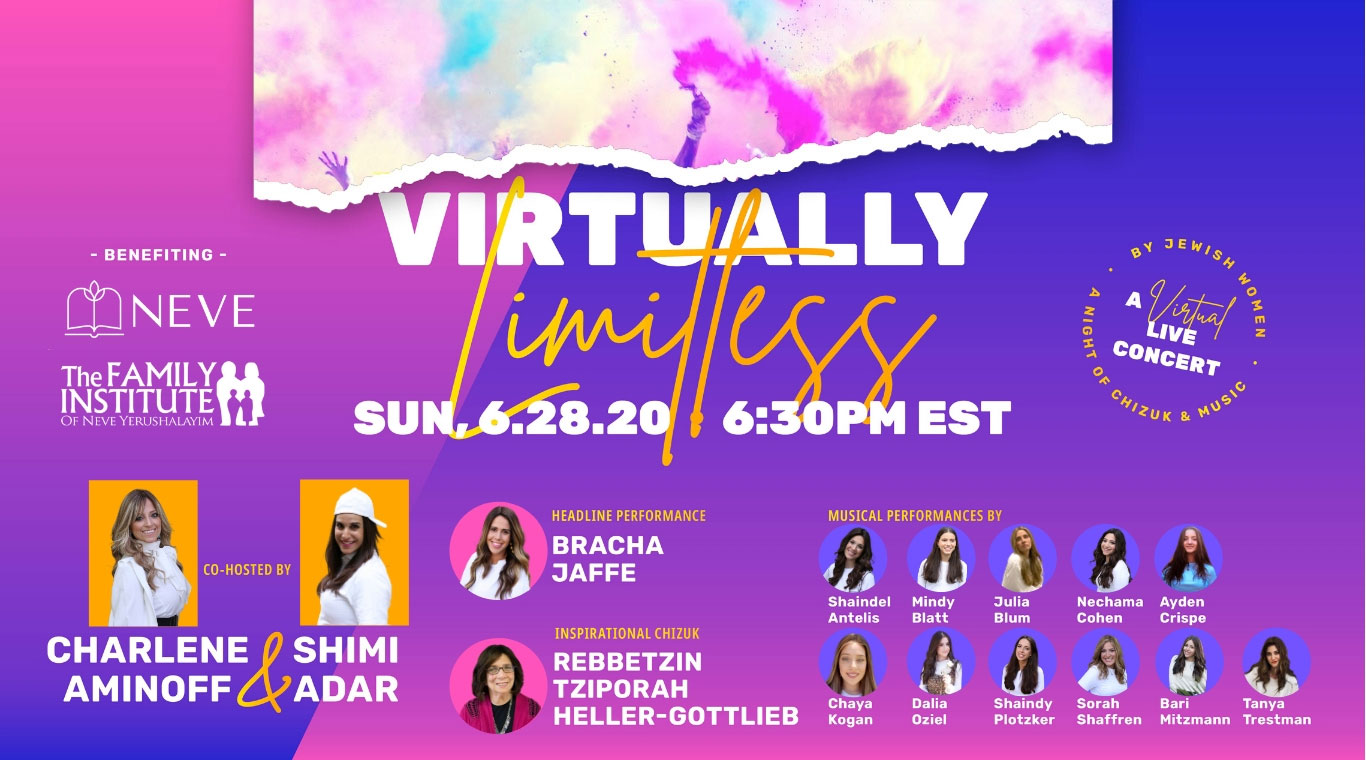 VIRTUALLY
Limitless
SUN, 6.28.20 6:30PM EST
- BENEFITING -
NEVE
The FAMILY
INSTITUTE
OF NEVE YERUSHALAYIM
BY JEWISH WOMEN
A Virtual
LIVE
CONCERT
A NIGHT OF CHIZUK & MUSIC
CO-HOSTED BY
CHARLENE
AMINOFF
&
SHIMI
ADAR
HEADLINE PERFORMANCE
BRACHA
JAFFE
INSPIRATIONAL CHIZUK
REBBETZIN
TZIPORAH
HELLER-GOTTLIEB
MUSICAL PERFORMANCES BY
Shaindel
Antelis
Mindy
Blatt
Julia
Blum
Nechama
Cohen
Ayden
Crispe
Chaya
Kogan
Dalia
Oziel
Shaindy
Plotzker
Sorah
Shaffren
Bari
Mitzmann
Tanya
Trestman